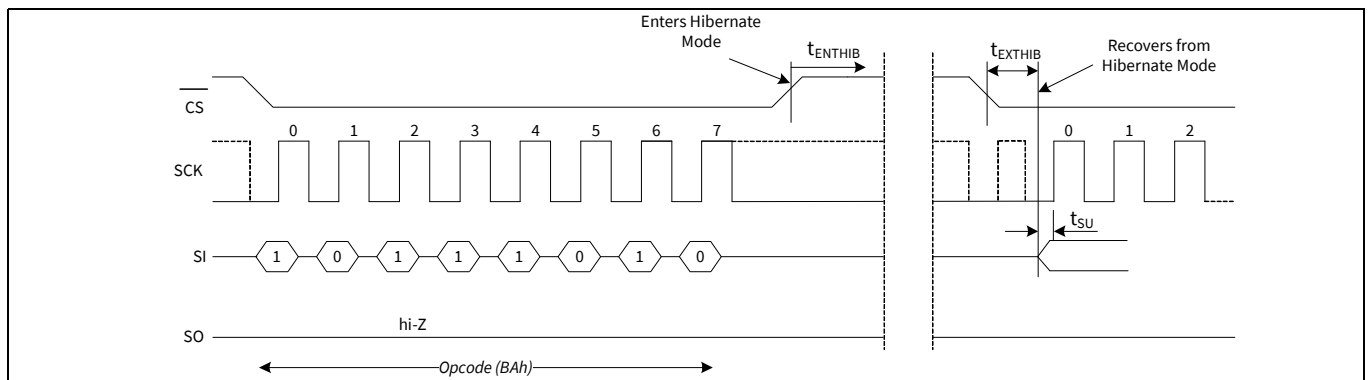 Enters Hibernate
Mode
tENTHIB
tEXTHIB
Recovers from
Hibernate Mode
CS
0 1 2 3 4 5 6 7
0 1 2
SCK
tSU
SI
1 0 1 1 1 0 1 0
hi-Z
SO
Opcode (BAh)